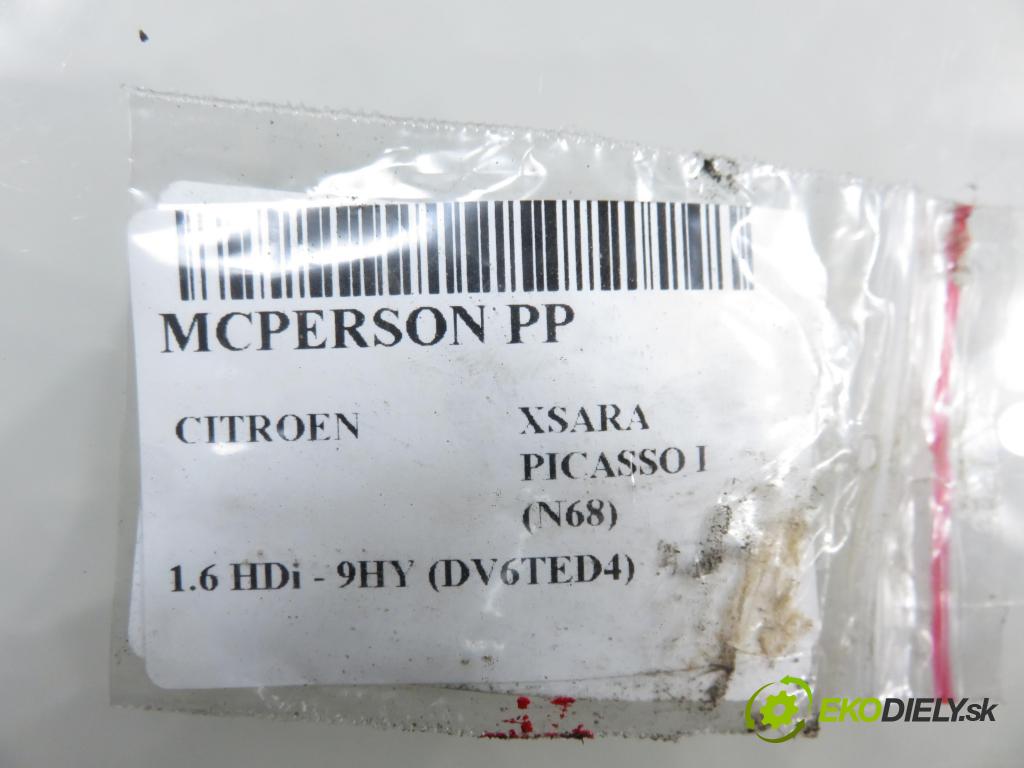 MCPERSON PP
CITROEN
XSARA
PICASSO I
(N68)
1.6 HDi - 9HY (DV6TED4)
EKODIELY.sk